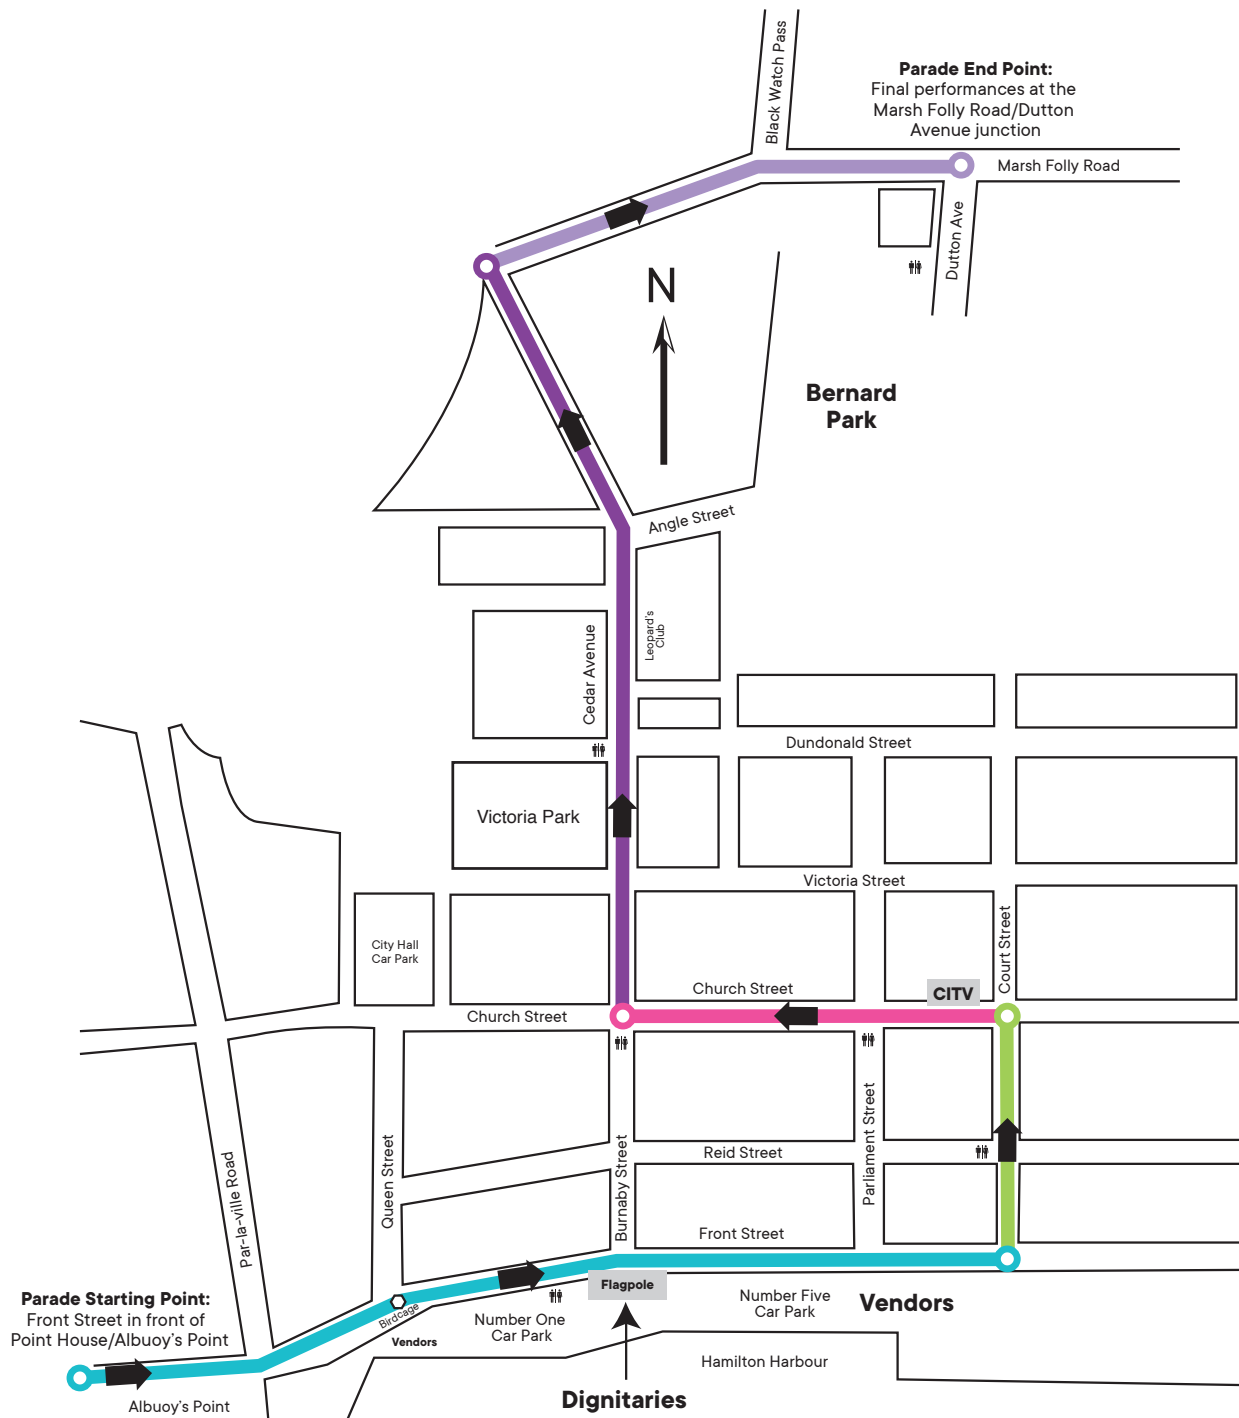 Black Watch Pass
Parade End Point:
Final performances at the
Marsh Folly Road/Dutton
Avenue junction
Marsh Folly Road
Dutton Ave
N
Bernard
Park
Angle Street
Leopard's
Club
Cedar Avenue
Dundonald Street
Victoria Park
Victoria Street
City Hall
Car Park
Court Street
Church Street
CITV
Church Street
Parliament Street
Reid Street
Burnaby Street
Queen Street
Par-la-ville Road
Front Street
Flagpole
Birdcage
Parade Starting Point:
Front Street in front of
Point House/Albuoy's Point
Number One
Car Park
Number Five
Car Park
Vendors
Vendors
Hamilton Harbour
Dignitaries
Albuoy's Point